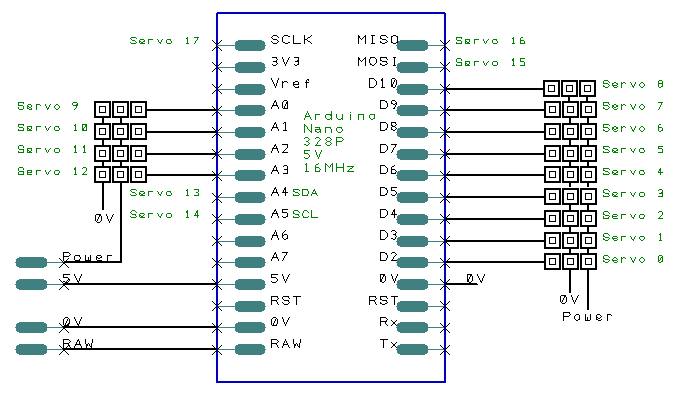 Servo 17 SCLK MISO Servo 16
3V3 MOSI Servo 15
Vref D10 Servo 8
Servo 9 A0 D9 Servo 7
Arduino
Servo 10 A1 D8 Servo 6
Nano
328P
Servo 11 A2 D7 Servo 5
5V
Servo 12 A3 D6 Servo 4
16MHz
Servo 13 A4 SDA D5 Servo 3
Servo 14 A5 SCL D4 Servo 2
0V
A6 D3 Servo 1
Power A7 D2 Servo 0
5V 5V 0V 0V
RST RST 0V
Power
0V 0V Rx
RAW RAW Tx